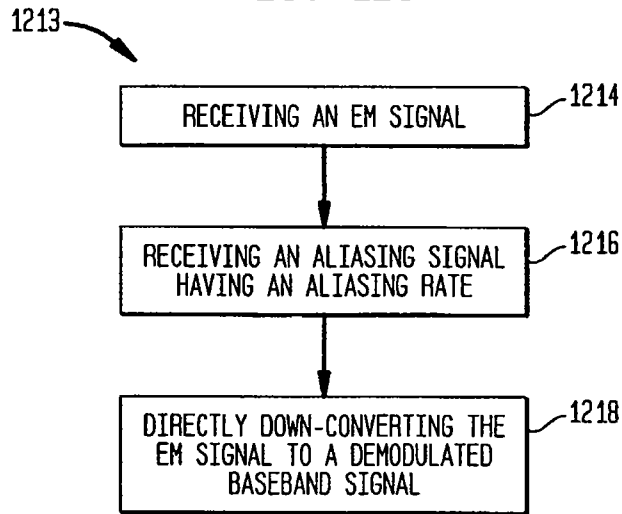 1213
RECEIVING AN EM SIGNAL
1214
RECEIVING AN ALIASING SIGNAL
HAVING AN ALIASING RATE
1216
DIRECTLY DOWN-CONVERTING THE
EM SIGNAL TO A DEMODULATED
BASEBAND SIGNAL
1218